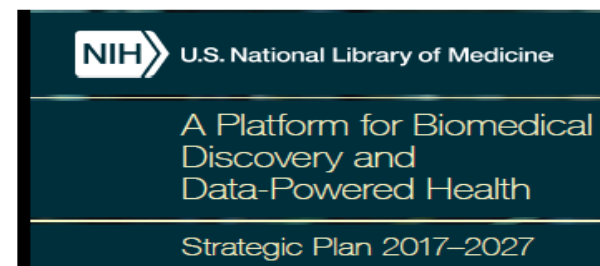 NIH U.S. National Library of Medicine
A Platform for Biomedical
Discovery and
Data-Powered Health
Strategic Plan 2017–2027